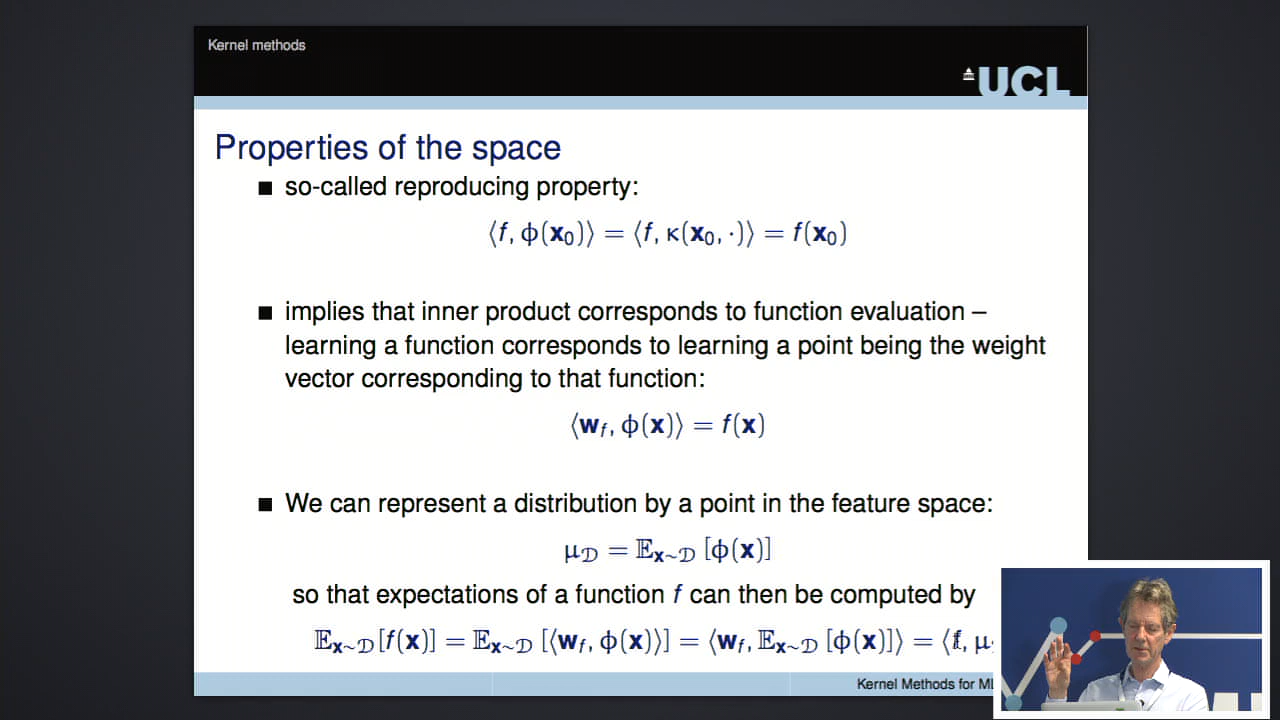 Kernel methods
UCL
Properties of the space
■ so-called reproducing property:
⟨f, ϕ(x₀)⟩ = ⟨f, κ(x₀, ·)⟩ = f(x₀)
■ implies that inner product corresponds to function evaluation –
learning a function corresponds to learning a point being the weight
vector corresponding to that function:
⟨w_f, ϕ(x)⟩ = f(x)
■ We can represent a distribution by a point in the feature space:
μ_𝒟 = 𝔼_{x∼𝒟} [ϕ(x)]
so that expectations of a function f can then be computed by
𝔼_{x∼𝒟}[f(x)] = 𝔼_{x∼𝒟} [⟨w_f, ϕ(x)⟩] = ⟨w_f, 𝔼_{x∼𝒟} [ϕ(x)]⟩ = ⟨f, μ
Kernel Methods for